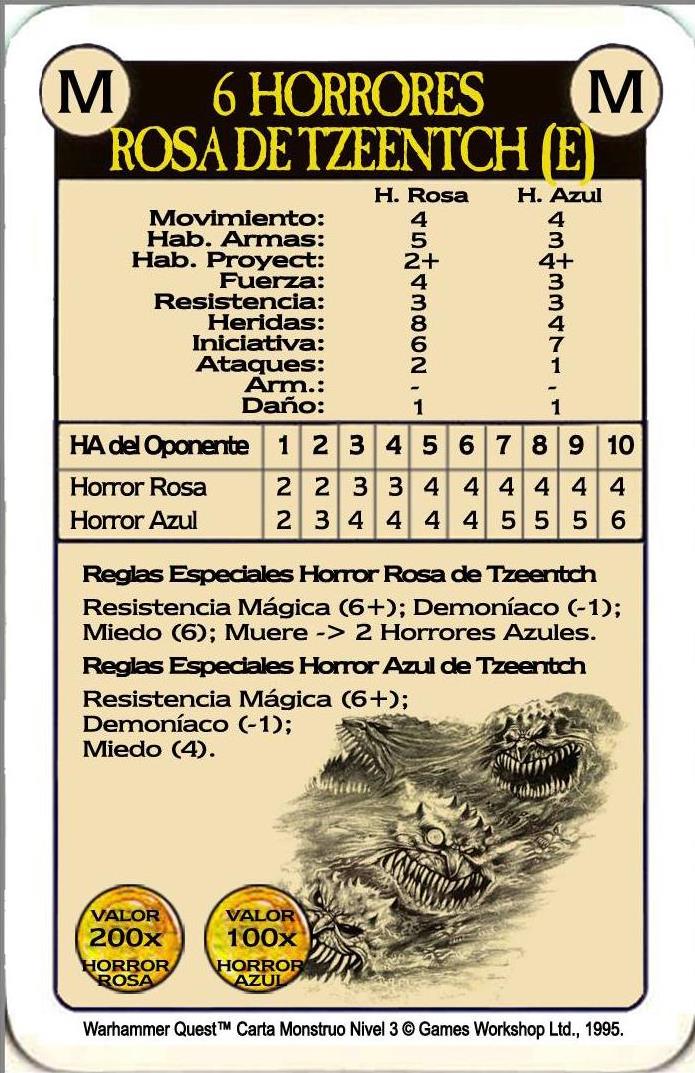 M M
6 HORRORES
ROSA DE TZEENTCH (E)
H. Rosa H. Azul
Movimiento: 4 4
Hab. Armas: 5 3
Hab. Proyect: 2+ 4+
Fuerza: 4 3
Resistencia: 3 3
Heridas: 8 4
Iniciativa: 6 7
Ataques: 2 1
Arm.: - -
Daño: 1 1
HA del Oponente 1 2 3 4 5 6 7 8 9 10
Horror Rosa 2 2 3 3 4 4 4 4 4 4
Horror Azul 2 3 4 4 4 4 5 5 5 6
Reglas Especiales Horror Rosa de Tzeentch
Resistencia Mágica (6+); Demoníaco (-1);
Miedo (6); Muere -> 2 Horrores Azules.
Reglas Especiales Horror Azul de Tzeentch
Resistencia Mágica (6+);
Demoníaco (-1);
Miedo (4).
VALOR
200x
HORROR
ROSA
VALOR
100x
HORROR
AZUL
Warhammer Quest™ Carta Monstruo Nivel 3 © Games Workshop Ltd., 1995.